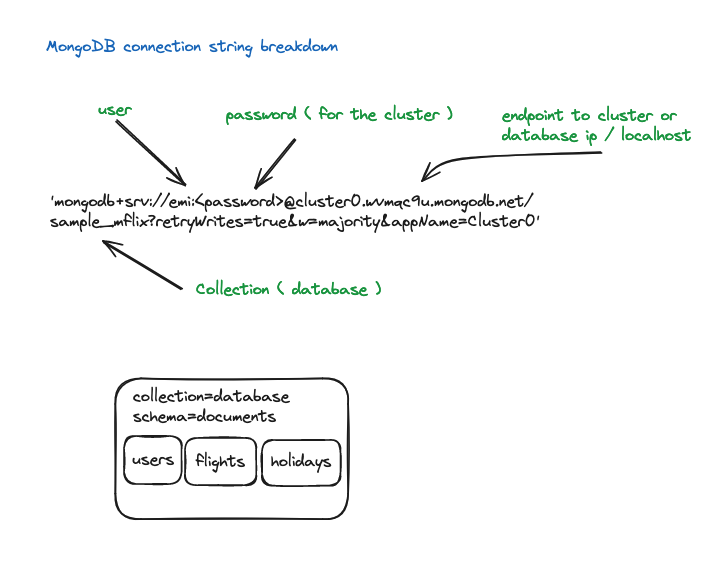 MongoDB connection string breakdown
user
password ( for the cluster )
endpoint to cluster or
database ip / localhost
'mongodb+srv://emi:<password>@cluster0.wvmqc9u.mongodb.net/
sample_mflix?retryWrites=true&w=majority&appName=Cluster0'
Collection ( database )
collection=database
schema=documents
users
flights
holidays